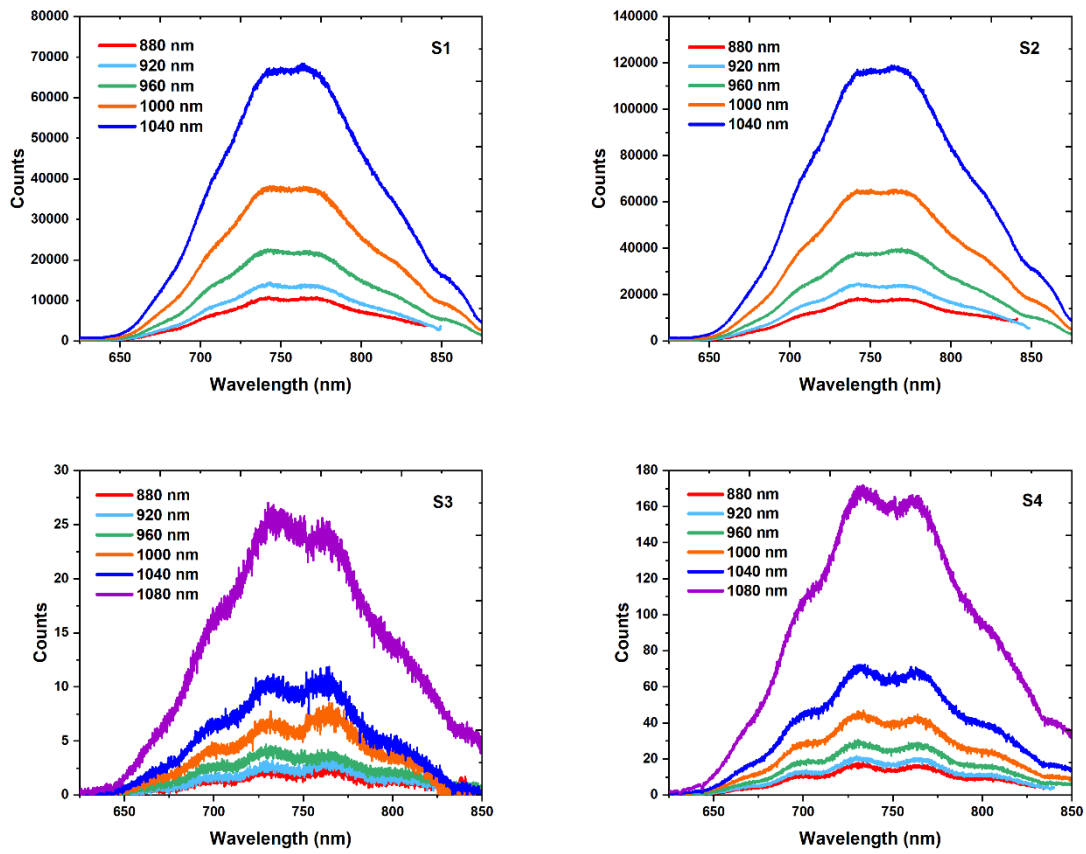 S1
880 nm
920 nm
960 nm
1000 nm
1040 nm
80000
70000
60000
50000
40000
30000
20000
10000
0
Counts
650 700 750 800 850
Wavelength (nm)
S2
880 nm
920 nm
960 nm
1000 nm
1040 nm
140000
120000
100000
80000
60000
40000
20000
0
Counts
650 700 750 800 850
Wavelength (nm)
S3
880 nm
920 nm
960 nm
1000 nm
1040 nm
1080 nm
30
25
20
15
10
5
0
Counts
650 700 750 800 850
Wavelength (nm)
S4
880 nm
920 nm
960 nm
1000 nm
1040 nm
1080 nm
180
160
140
120
100
80
60
40
20
0
Counts
650 700 750 800 850
Wavelength (nm)